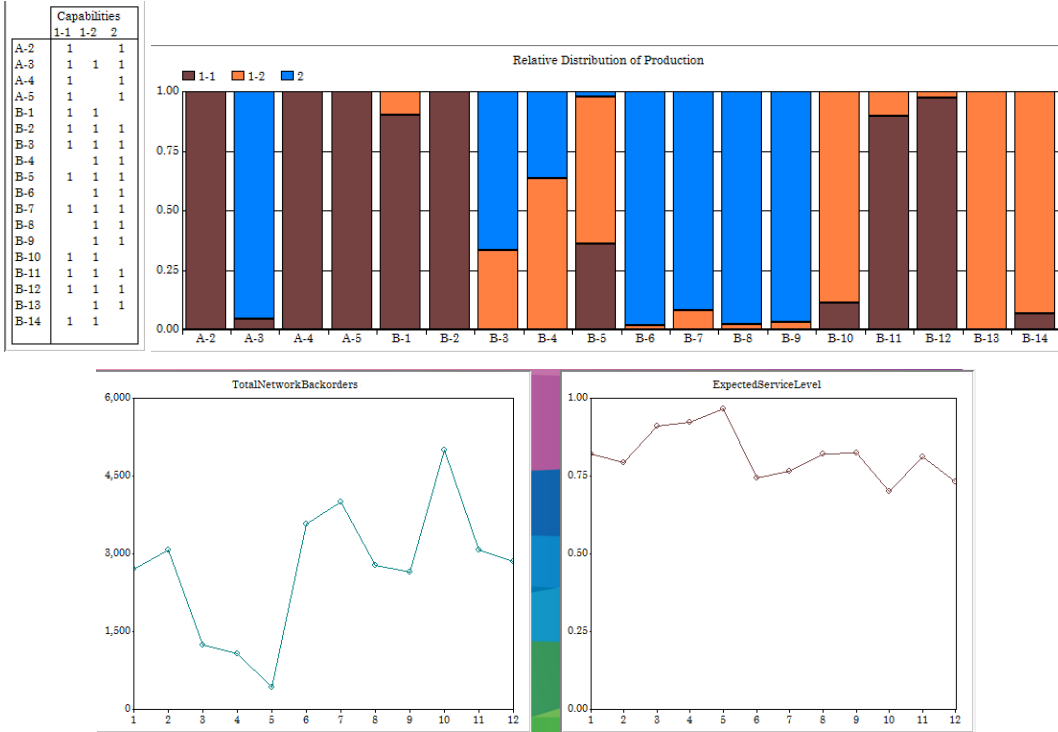 Capabilities
1-1 1-2 2
A-2 1 1
A-3 1 1 1
A-4 1 1
A-5 1 1
B-1 1 1
B-2 1 1 1
B-3 1 1 1
B-4 1 1
B-5 1 1 1
B-6 1 1
B-7 1 1 1
B-8 1 1
B-9 1 1
B-10 1 1
B-11 1 1 1
B-12 1 1 1
B-13 1 1
B-14 1 1
Relative Distribution of Production
1-1 1-2 2
1.00
0.75
0.50
0.25
0.00
A-2 A-3 A-4 A-5 B-1 B-2 B-3 B-4 B-5 B-6 B-7 B-8 B-9 B-10 B-11 B-12 B-13 B-14
TotalNetworkBackorders
6,000
4,500
3,000
1,500
0
1 2 3 4 5 6 7 8 9 10 11 12
ExpectedServiceLevel
1.00
0.75
0.50
0.25
0.00
1 2 3 4 5 6 7 8 9 10 11 12